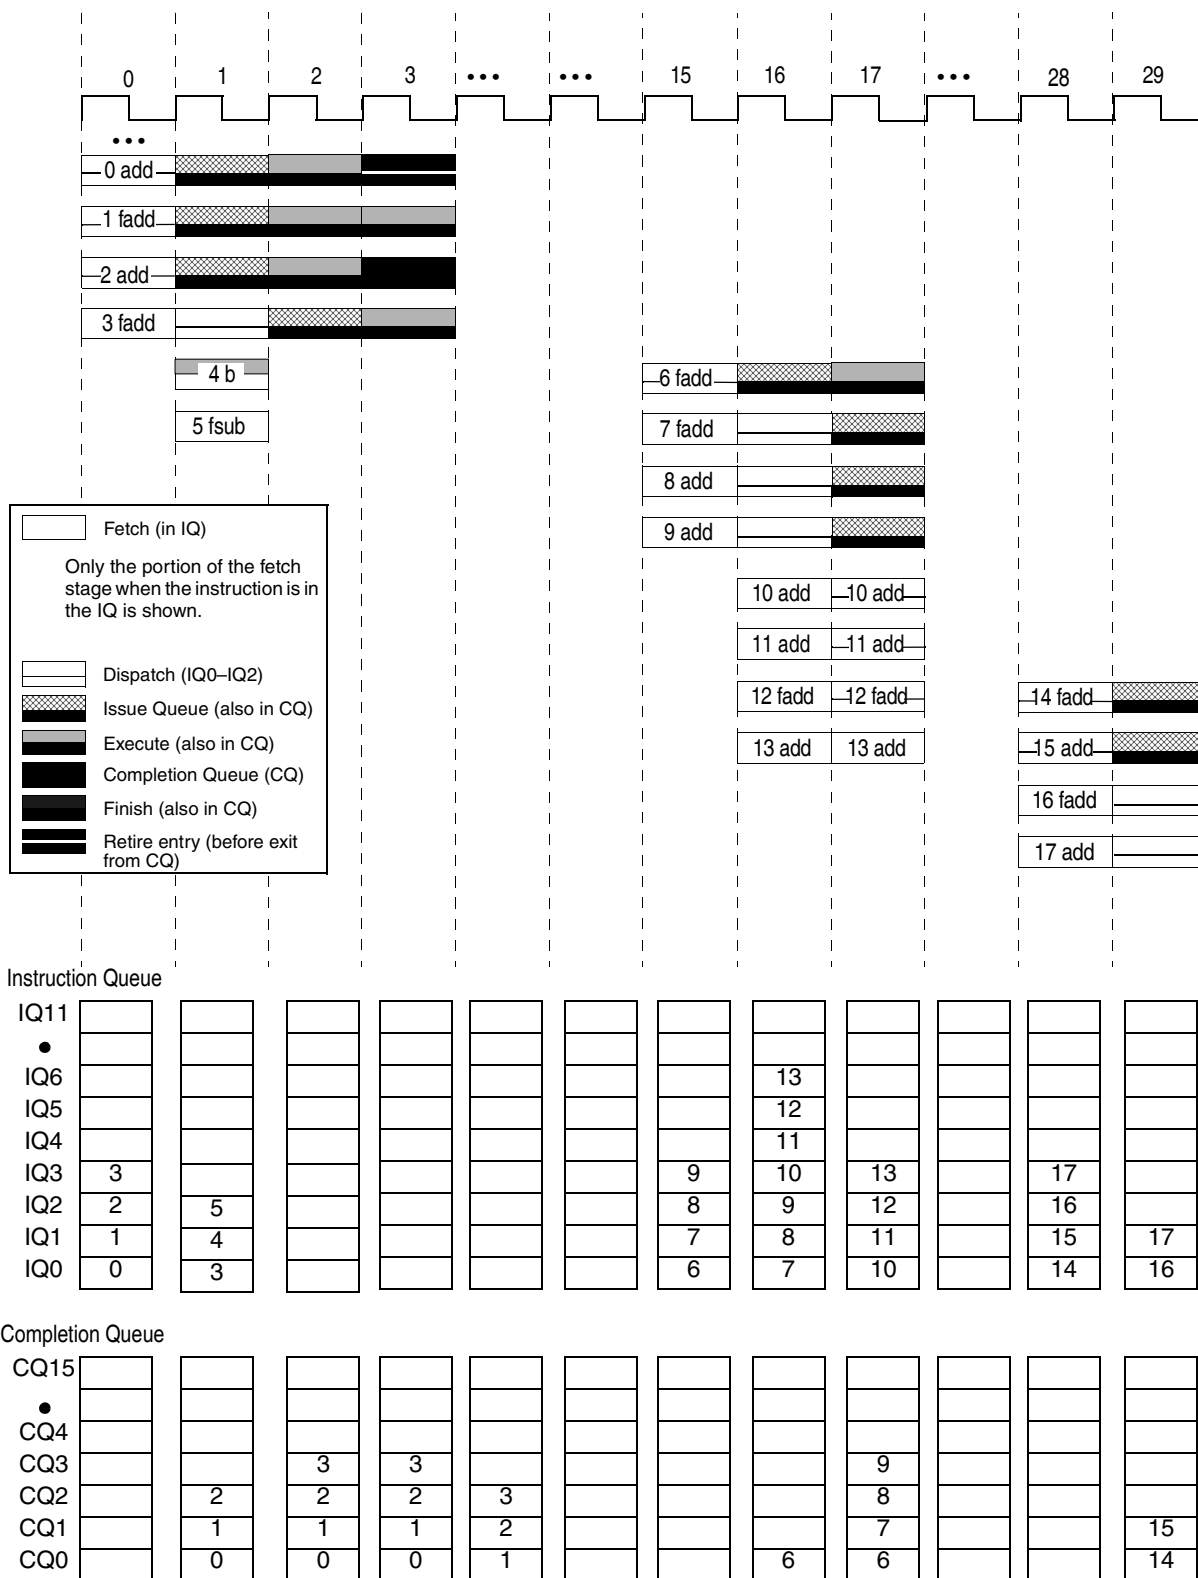 0 1 2 3 ••• ••• 15 16 17 ••• 28 29
•••
0 add
1 fadd
2 add
3 fadd
4 b
6 fadd
5 fsub
7 fadd
8 add
9 add
10 add 10 add
11 add 11 add
12 fadd 12 fadd
14 fadd
13 add 13 add
15 add
16 fadd
17 add
Fetch (in IQ)
Only the portion of the fetch
stage when the instruction is in
the IQ is shown.
Dispatch (IQ0–IQ2)
Issue Queue (also in CQ)
Execute (also in CQ)
Completion Queue (CQ)
Finish (also in CQ)
Retire entry (before exit
from CQ)
Instruction Queue
IQ11
•
IQ6 13
IQ5 12
IQ4 11
IQ3 3 9 10 13 17
IQ2 2 5 8 9 12 16
IQ1 1 4 7 8 11 15 17
IQ0 0 3 6 7 10 14 16
Completion Queue
CQ15
•
CQ4
CQ3 3 3 9
CQ2 2 2 2 3 8
CQ1 1 1 1 2 7 15
CQ0 0 0 0 1 6 6 14